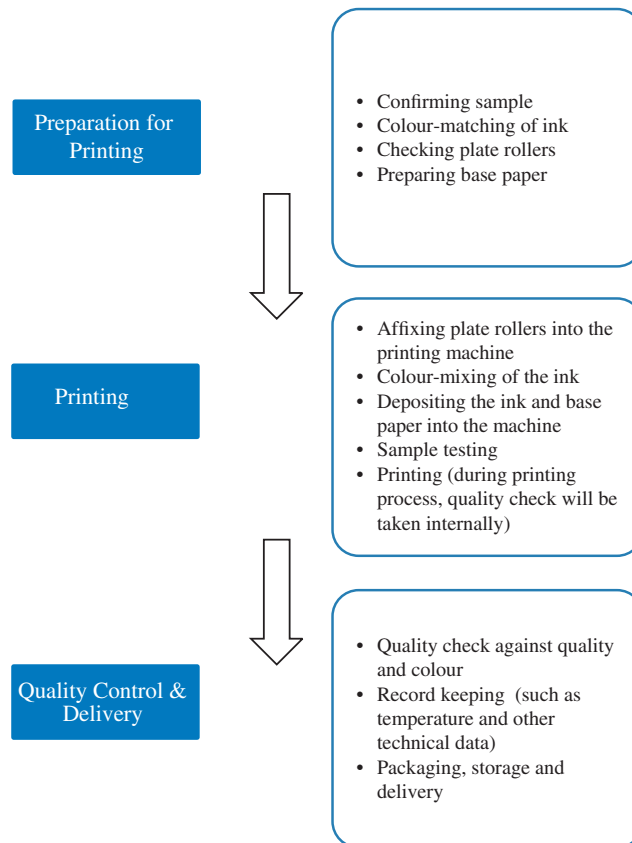 Preparation for
Printing
• Confirming sample
• Colour-matching of ink
• Checking plate rollers
• Preparing base paper
Printing
• Affixing plate rollers into the
printing machine
• Colour-mixing of the ink
• Depositing the ink and base
paper into the machine
• Sample testing
• Printing (during printing
process, quality check will be
taken internally)
Quality Control &
Delivery
• Quality check against quality
and colour
• Record keeping (such as
temperature and other
technical data)
• Packaging, storage and
delivery